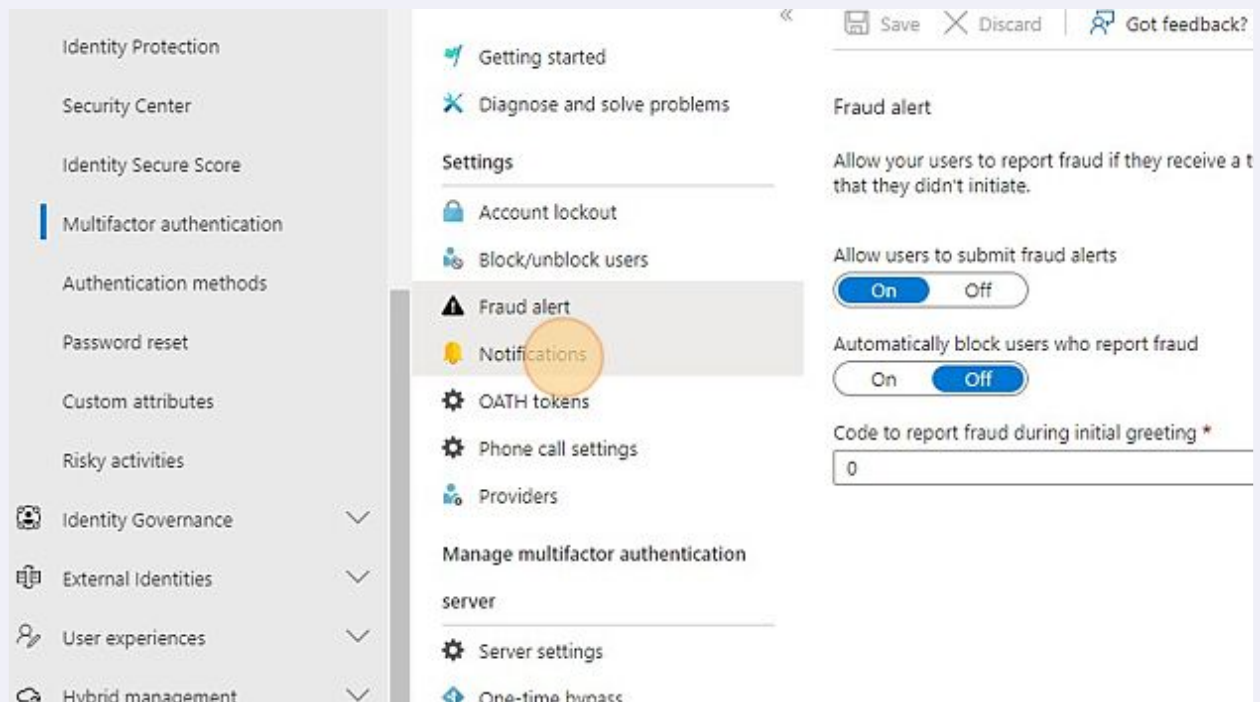 Identity Protection
Security Center
Identity Secure Score
Multifactor authentication
Authentication methods
Password reset
Custom attributes
Risky activities
Identity Governance
External Identities
User experiences
Hybrid management
«
Getting started
Diagnose and solve problems
Settings
Account lockout
Block/unblock users
Fraud alert
Notifications
OATH tokens
Phone call settings
Providers
Manage multifactor authentication
server
Server settings
One-time bypass
Save Discard Got feedback?
Fraud alert
Allow your users to report fraud if they receive a t
that they didn't initiate.
Allow users to submit fraud alerts
On Off
Automatically block users who report fraud
On Off
Code to report fraud during initial greeting *
0